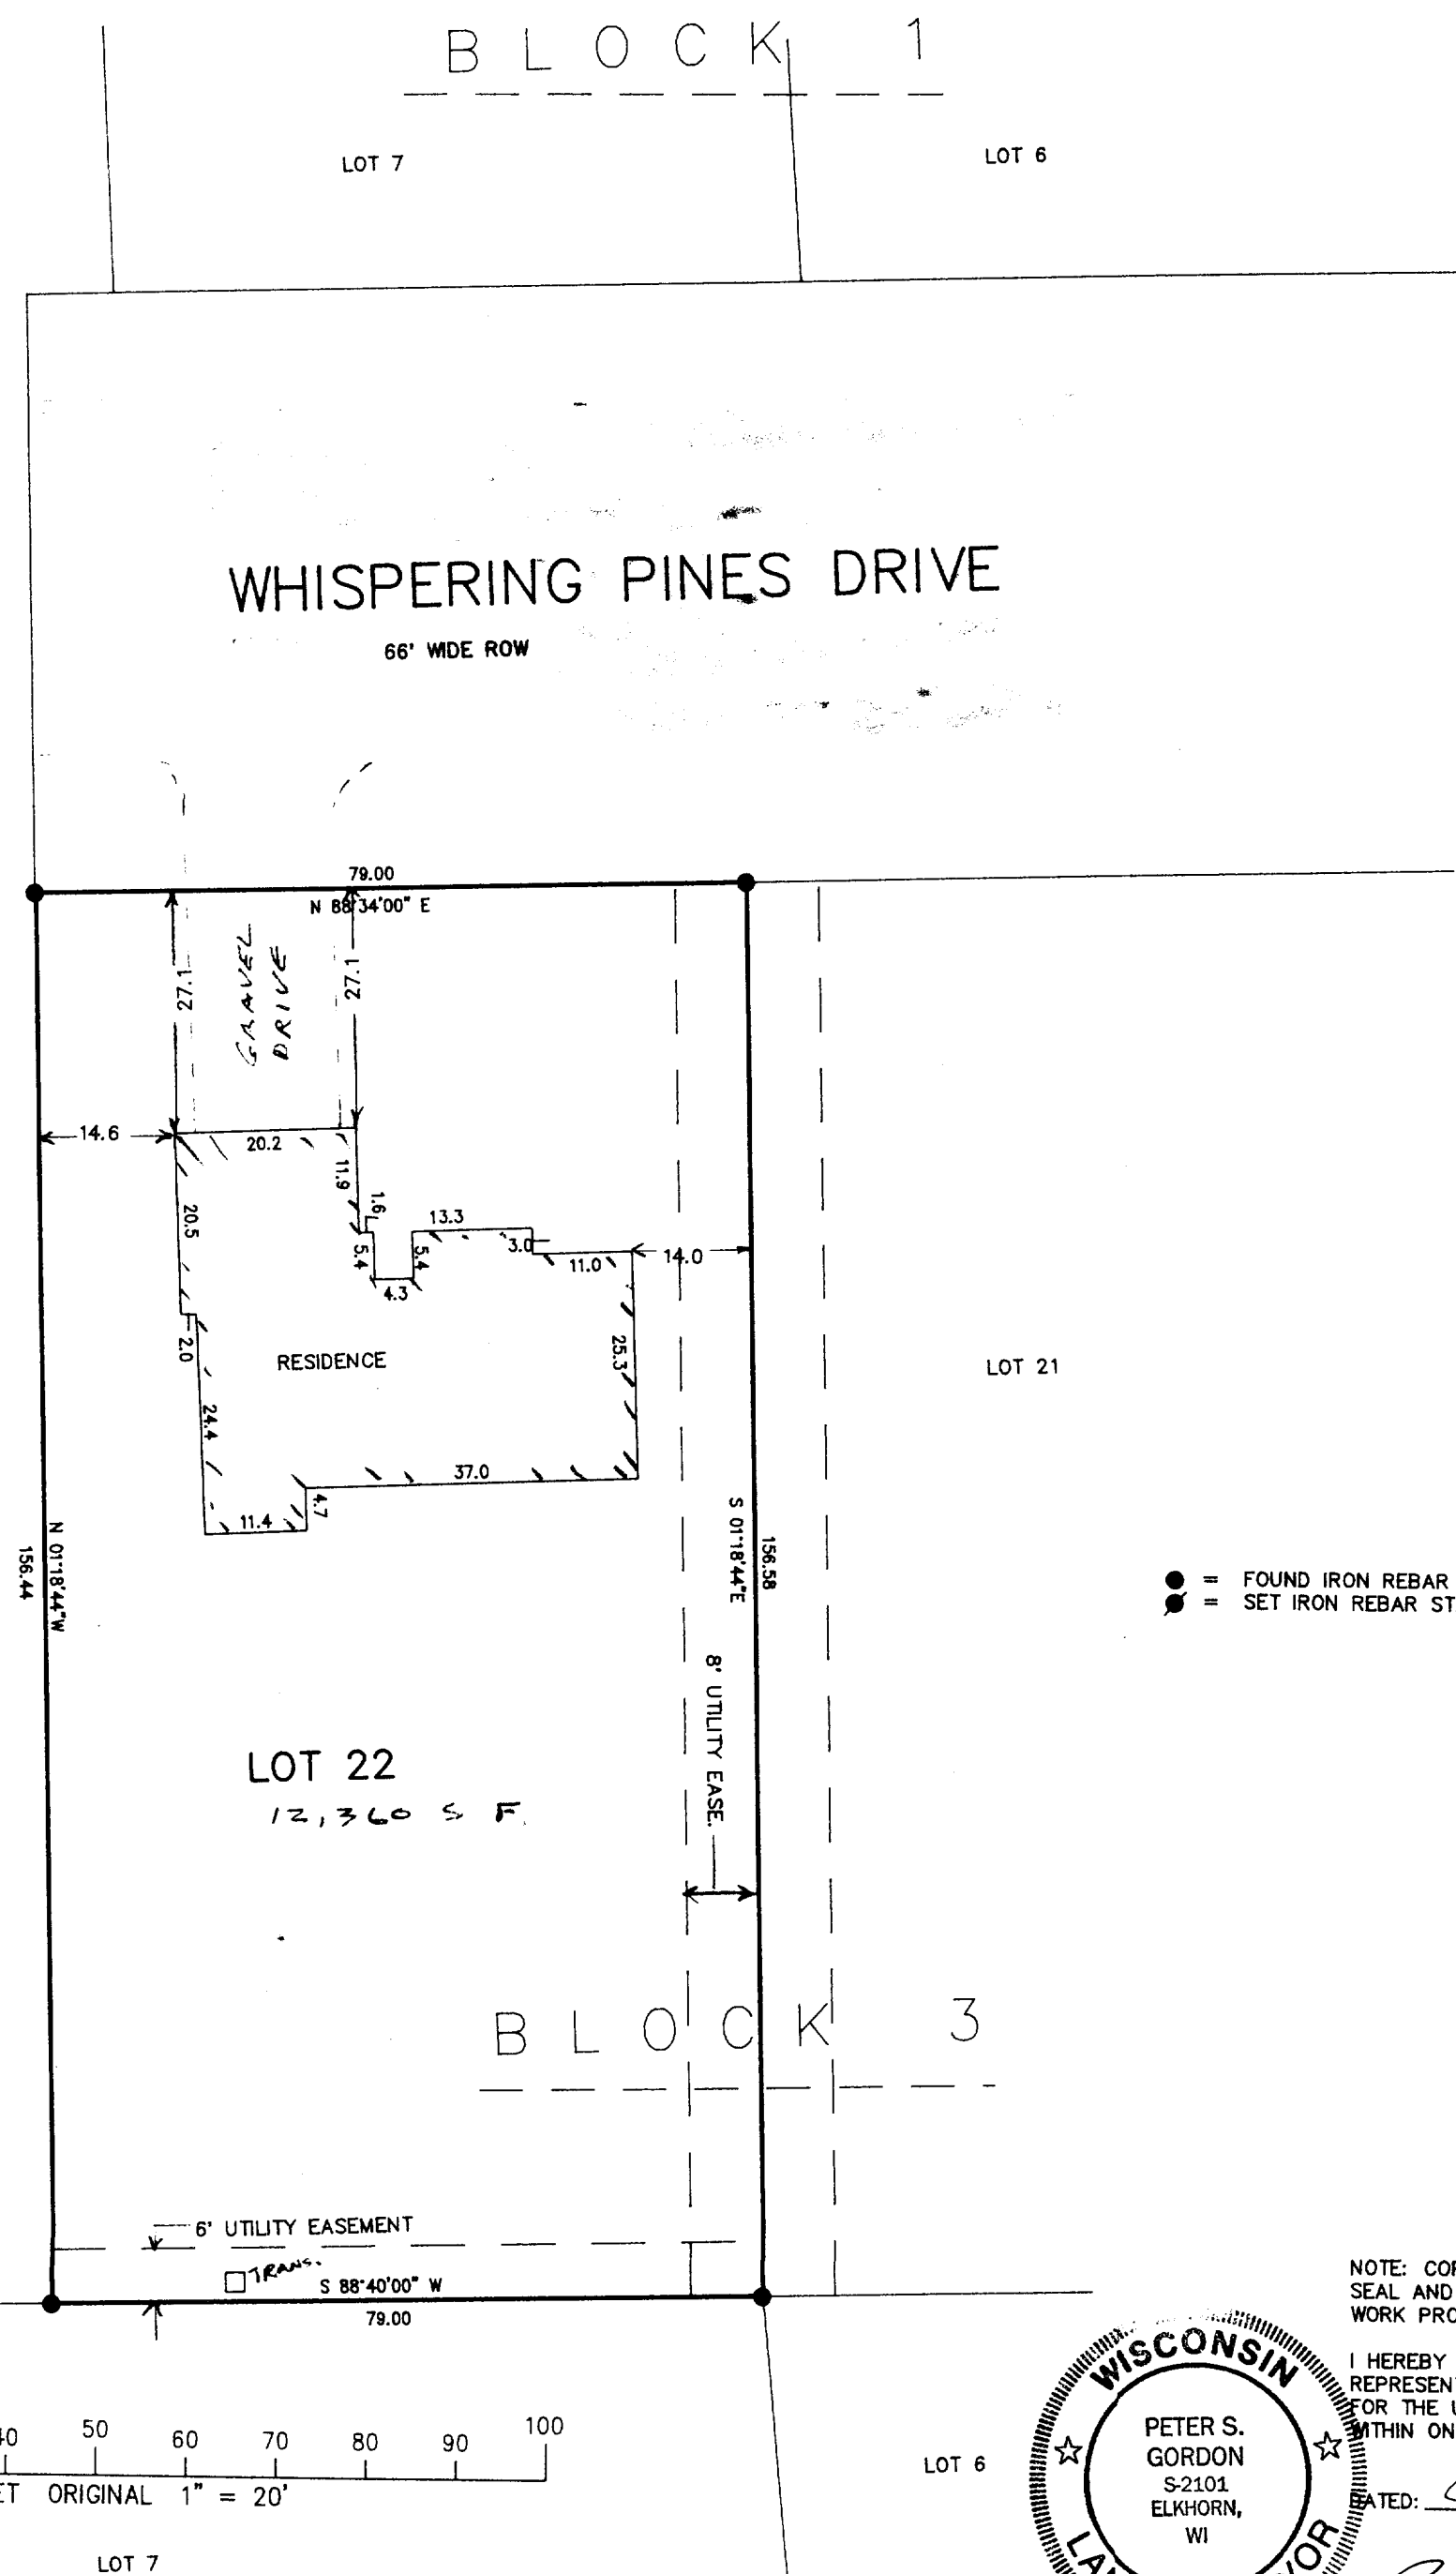 BLOCK 1
LOT 7
LOT 6
WHISPERING PINES DRIVE
66' WIDE ROW
79.00
N 88°34'00" E
27.1
GRAVEL
DRIVE
27.1
14.6
20.2
11.9
1.6
13.3
20.5
5.4
5.4
3.0
11.0
14.0
4.3
2.0
RESIDENCE
25.3
LOT 21
24.4
37.0
4.7
11.4
N 01°18'44"W
156.44
S 01°18'44"E
156.58
● = FOUND IRON REBAR
= SET IRON REBAR ST
8' UTILITY EASE.
LOT 22
12,360 S F.
BLOCK 3
6' UTILITY EASEMENT
TRANS.
S 88°40'00" W
79.00
NOTE:
SEAL AND
WORK
I HEREBY
FOR THE
WITHIN
WISCONSIN
PETER S.
GORDON
S-2101
ELKHORN,
WI
DATED:
50 60 70 80 90 100
ORIGINAL 1" = 20'
LOT 6
LOT 7